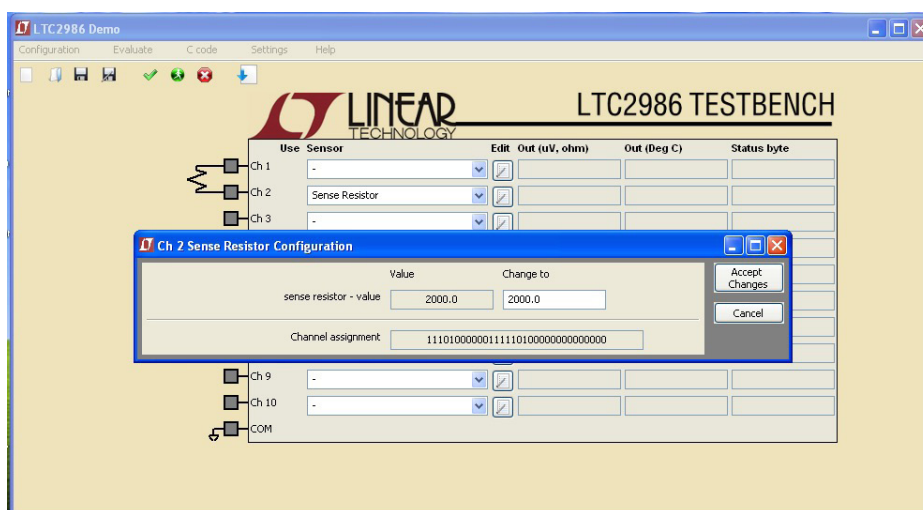 LTC2986 Demo
Configuration Evaluate C code Settings Help
LINEAR TECHNOLOGY
LTC2986 TESTBENCH
Use Sensor Edit Out (uV, ohm) Out (Deg C) Status byte
Ch 1 -
Ch 2 Sense Resistor
Ch 3 -
Ch 2 Sense Resistor Configuration
Value Change to
Accept Changes
sense resistor - value 2000.0 2000.0
Cancel
Channel assignment
Ch 9 -
Ch 10 -
COM